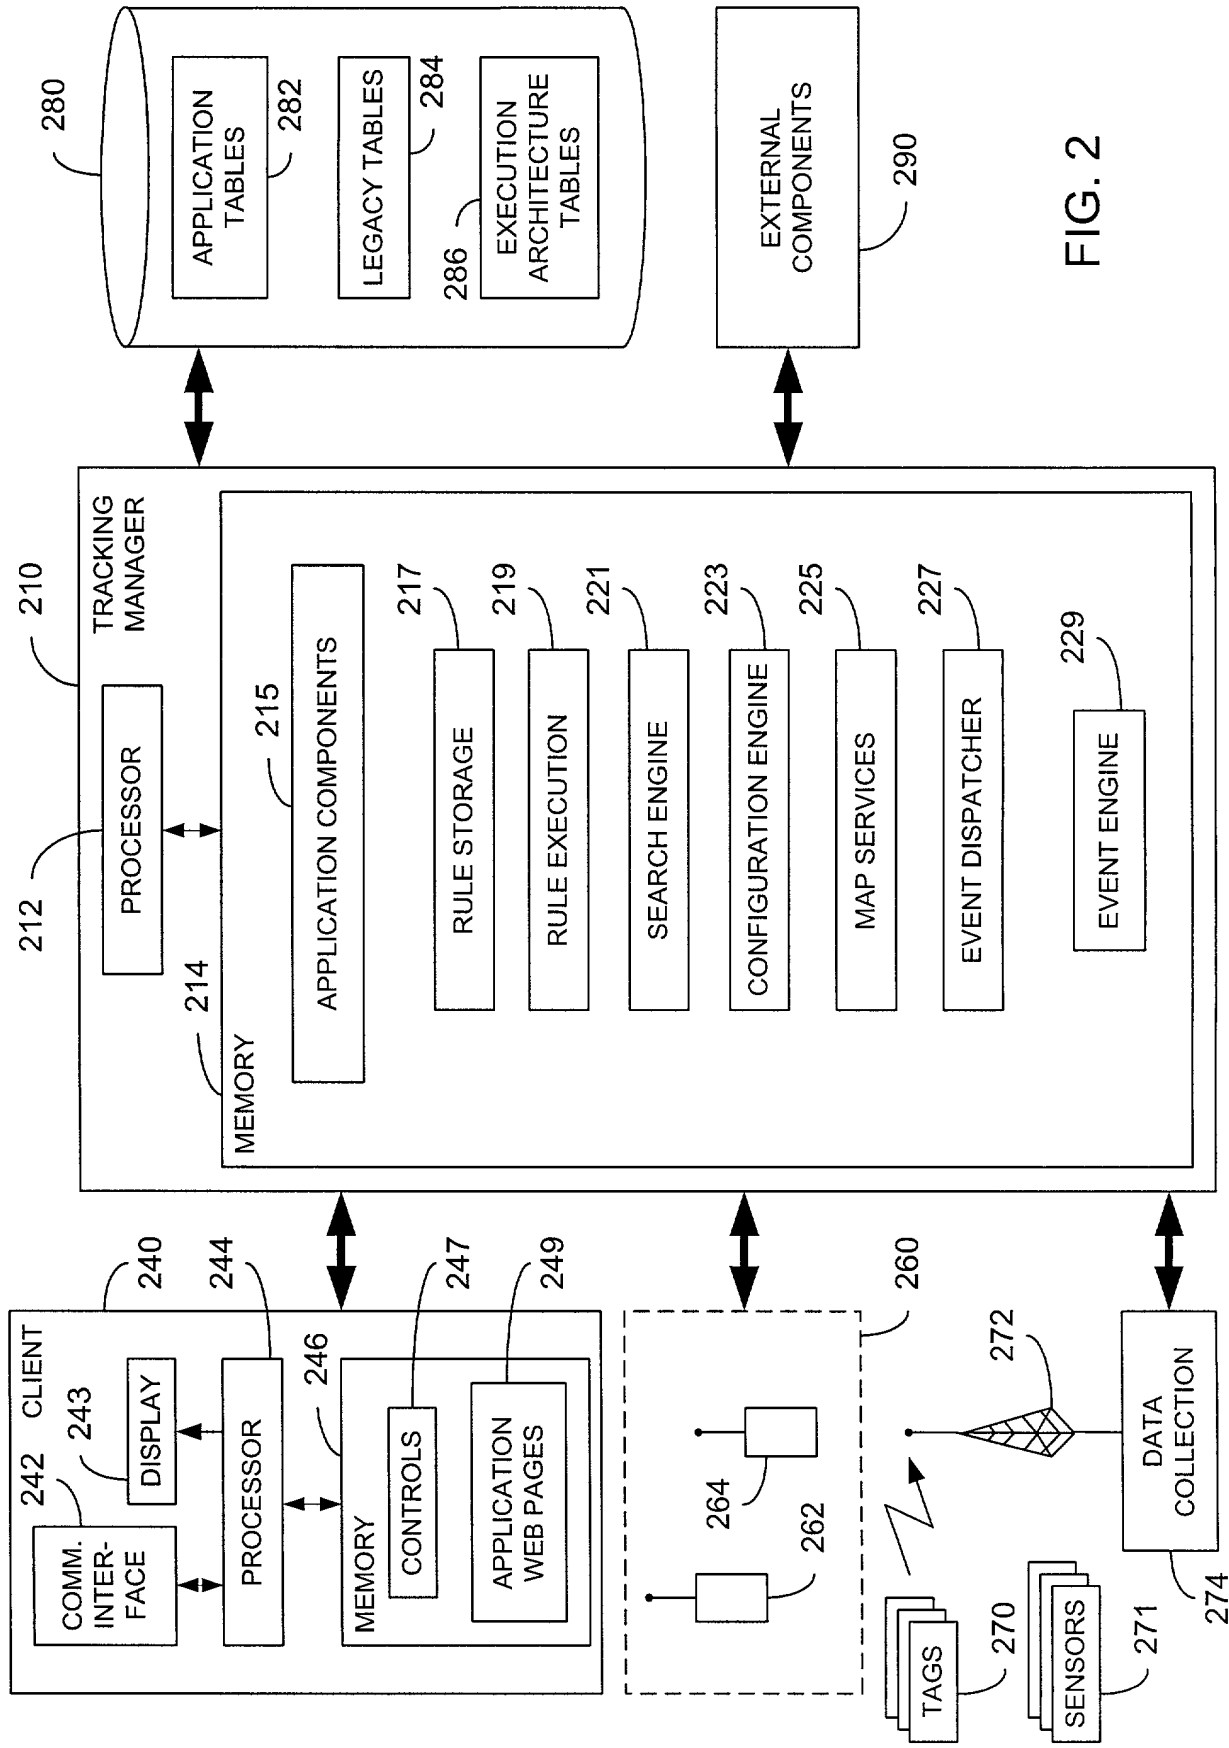 CLIENT
240
242
COMM.
INTER-
FACE
243
DISPLAY
244
PROCESSOR
246
MEMORY
247
CONTROLS
249
APPLICATION
WEB PAGES
260
262
264
270
TAGS
271
SENSORS
272
274
DATA
COLLECTION
210
TRACKING
MANAGER
212
PROCESSOR
214
MEMORY
215
APPLICATION COMPONENTS
217
RULE STORAGE
219
RULE EXECUTION
221
SEARCH ENGINE
223
CONFIGURATION ENGINE
225
MAP SERVICES
227
EVENT DISPATCHER
229
EVENT ENGINE
280
APPLICATION
TABLES
282
LEGACY TABLES
284
286
EXECUTION
ARCHITECTURE
TABLES
EXTERNAL
COMPONENTS
290
FIG. 2